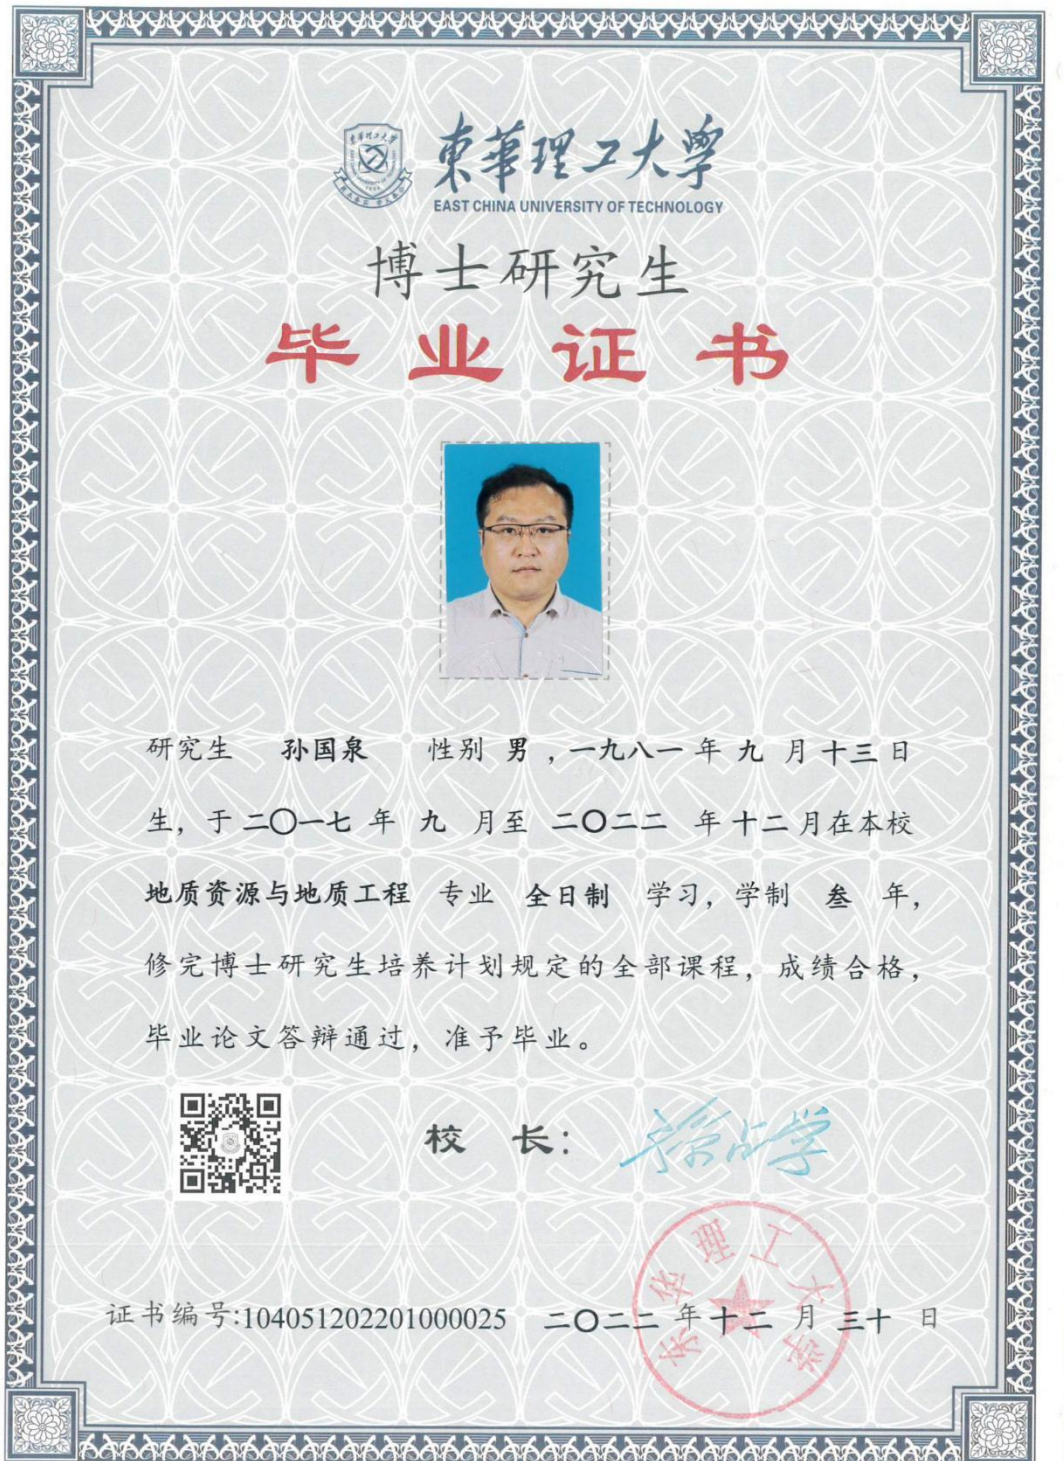 東華理工大學
EAST CHINA UNIVERSITY OF TECHNOLOGY
博士研究生
毕业证书
研究生 孙国泉 性别 男，一九八一年 九 月十三日
生，于二〇一七 年 九 月至 二〇二二 年十二月在本校
地质资源与地质工程 专业 全日制 学习，学制 叁 年，
修完博士研究生培养计划规定的全部课程，成绩合格，
毕业论文答辩通过，准予毕业。
校 长：
东华理工大学
证书编号:104051202201000025 二〇二二 年十二 月 三十 日